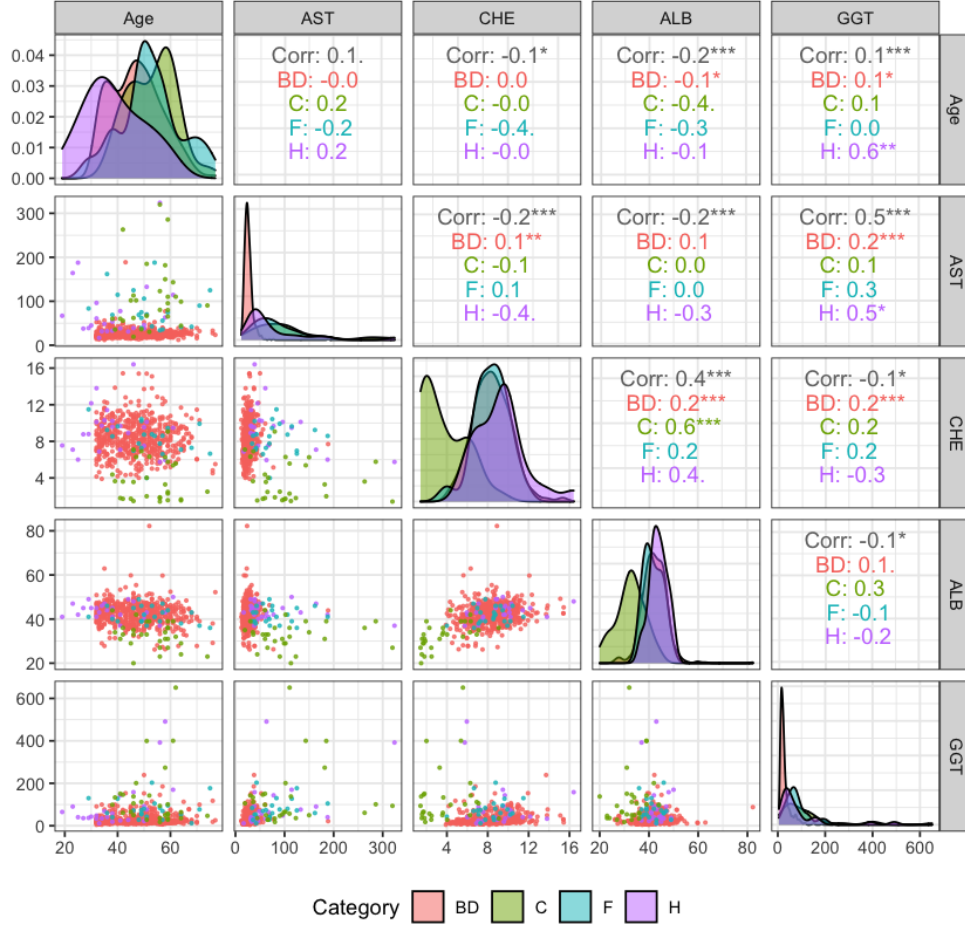 Age AST CHE ALB GGT
0.04
0.03
0.02
0.01
0.00
Corr: 0.1.
BD: -0.0
C: 0.2
F: -0.2
H: 0.2
Corr: -0.1*
BD: 0.0
C: -0.0
F: -0.4.
H: -0.0
Corr: -0.2***
BD: -0.1*
C: -0.4.
F: -0.3
H: -0.1
Corr: 0.1***
BD: 0.1*
C: 0.1
F: 0.0
H: 0.6**
Age
300
200
100
0
Corr: -0.2***
BD: 0.1**
C: -0.1
F: 0.1
H: -0.4.
Corr: -0.2***
BD: 0.1
C: 0.0
F: 0.0
H: -0.3
Corr: 0.5***
BD: 0.2***
C: 0.1
F: 0.3
H: 0.5*
AST
16
12
8
4
Corr: 0.4***
BD: 0.2***
C: 0.6***
F: 0.2
H: 0.4.
Corr: -0.1*
BD: 0.2***
C: 0.2
F: 0.2
H: -0.3
CHE
80
60
40
20
Corr: -0.1*
BD: 0.1.
C: 0.3
F: -0.1
H: -0.2
ALB
600
400
200
0
GGT
20 40 60
0 100 200 300
4 8 12 16
20 40 60 80
0 200 400 600
Category BD C F H